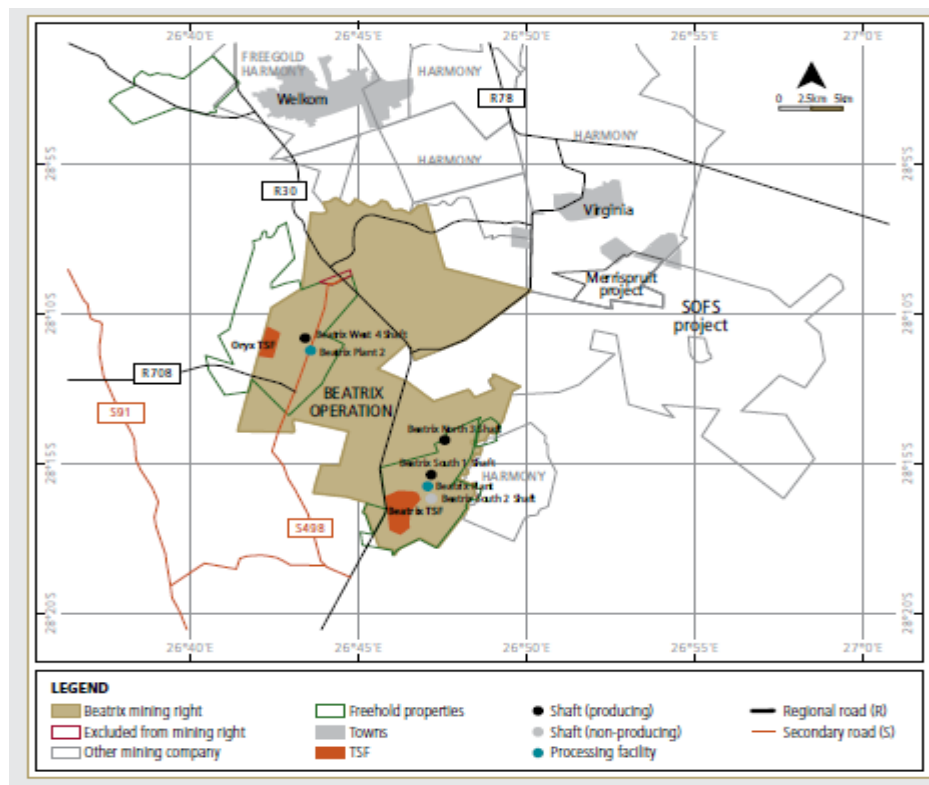 26°40'E
26°45'E
26°50'E
26°55'E
27°0'E
FREEGOLD
HARMONY
HARMONY
Welkom
R78
0 2.5km 5km
HARMONY
28°5'S
28°5'S
HARMONY
R30
Virginia
Merrispruit
project
28°10'S
28°10'S
SOFS
project
Beatrix West 4 Shaft
Oryx TSF
Beatrix Plant 2
R708
BEATRIX
OPERATION
S91
Beatrix North 3 Shaft
28°15'S
28°15'S
Beatrix South 1 Shaft
HARMONY
Beatrix Plant
Beatrix South 2 Shaft
Beatrix TSF
S498
28°20'S
28°20'S
26°40'E
26°45'E
26°50'E
26°55'E
27°0'E
LEGEND
Beatrix mining right
Freehold properties
Shaft (producing)
Regional road (R)
Excluded from mining right
Towns
Shaft (non-producing)
Secondary road (S)
Other mining company
TSF
Processing facility